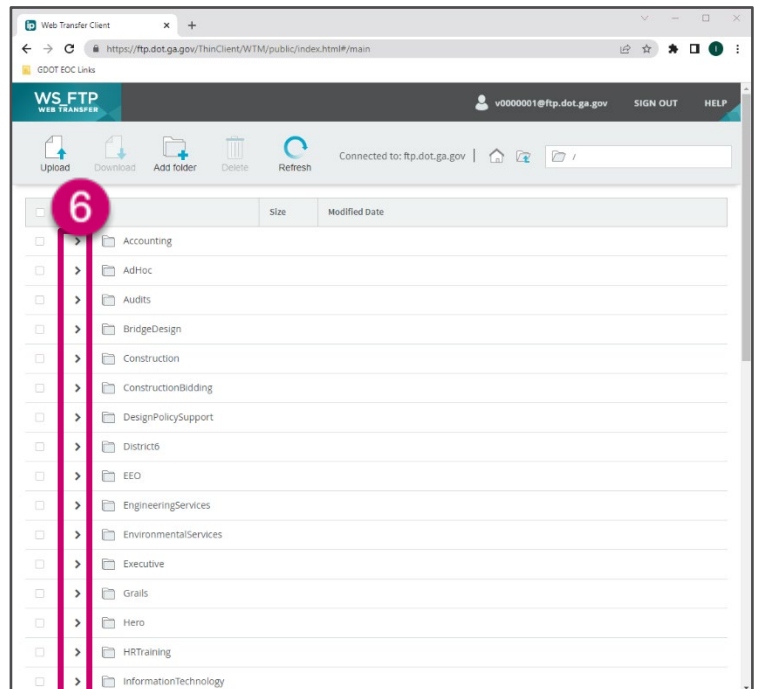 Web Transfer Client
https://ftp.dot.ga.gov/ThinClient/WTM/public/index.html#/main
GDOT EOC Links
WS_FTP
WEB TRANSFER
v0000001@ftp.dot.ga.gov SIGN OUT HELP
Upload Download Add folder Delete Refresh Connected to: ftp.dot.ga.gov | /
6 Size Modified Date
Accounting
AdHoc
Audits
BridgeDesign
Construction
ConstructionBidding
DesignPolicySupport
District6
EEO
EngineeringServices
EnvironmentalServices
Executive
Grails
Hero
HRTraining
InformationTechnology